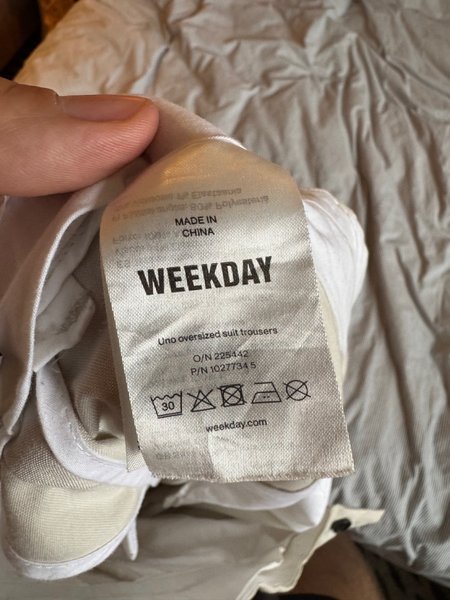 MADE IN
CHINA
WEEKDAY
Uno oversized suit trousers
O/N 225442
P/N 1027734 5
30
weekday.com